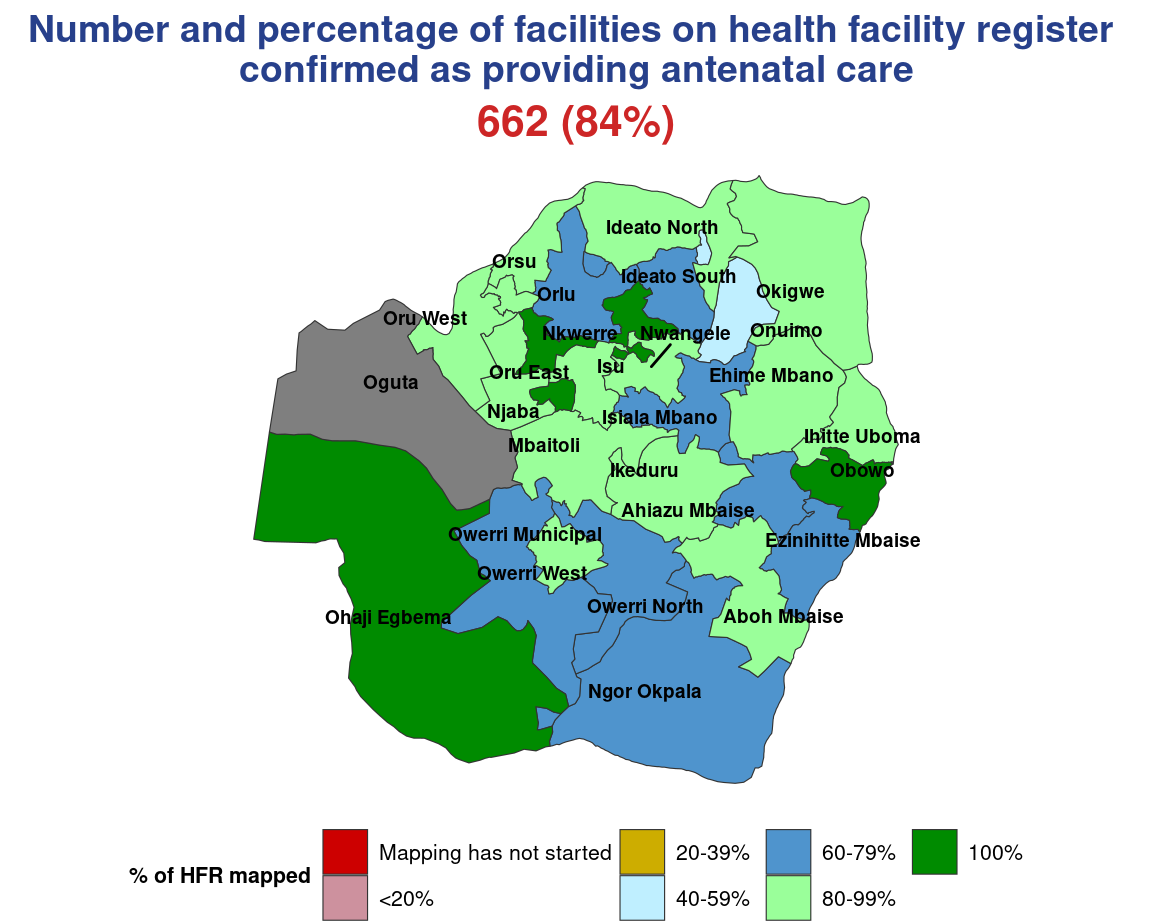 Number and percentage of facilities on health facility register
confirmed as providing antenatal care
662 (84%)
Ideato North
Orsu
Ideato South
Orlu
Okigwe
Oru West
Nkwerre
Nwangele
Onuimo
Isu
Oru East
Ehime Mbano
Oguta
Njaba
Isiala Mbano
Ihitte Uboma
Mbaitoli
Ikeduru
Obowo
Ahiazu Mbaise
Owerri Municipal
Ezinihitte Mbaise
Owerri West
Owerri North
Ohaji Egbema
Aboh Mbaise
Ngor Okpala
% of HFR mapped
Mapping has not started
<20%
20-39%
40-59%
60-79%
80-99%
100%